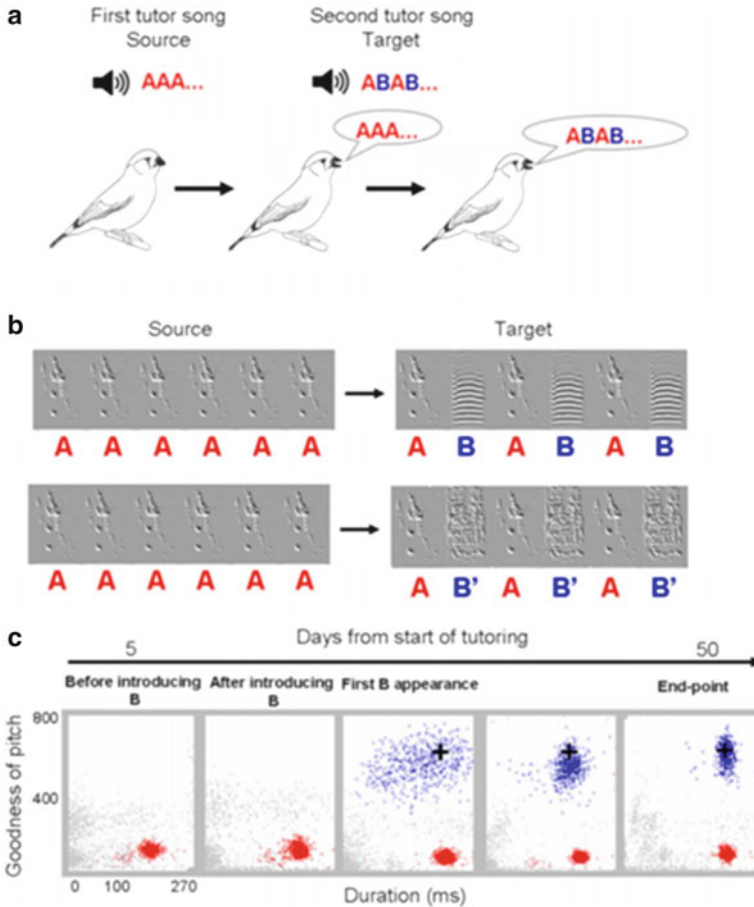 a
First tutor song
Source
AAA...
Second tutor song
Target
ABAB...
AAA...
ABAB...
b
Source
Target
A A A A A A
A B A B A B
A A A A A A
A B' A B' A B'
c
Days from start of tutoring
5
50
Before introducing
B
After introducing
B
First B appearance
End-point
Goodness of pitch
800
400
0 100 270
Duration (ms)